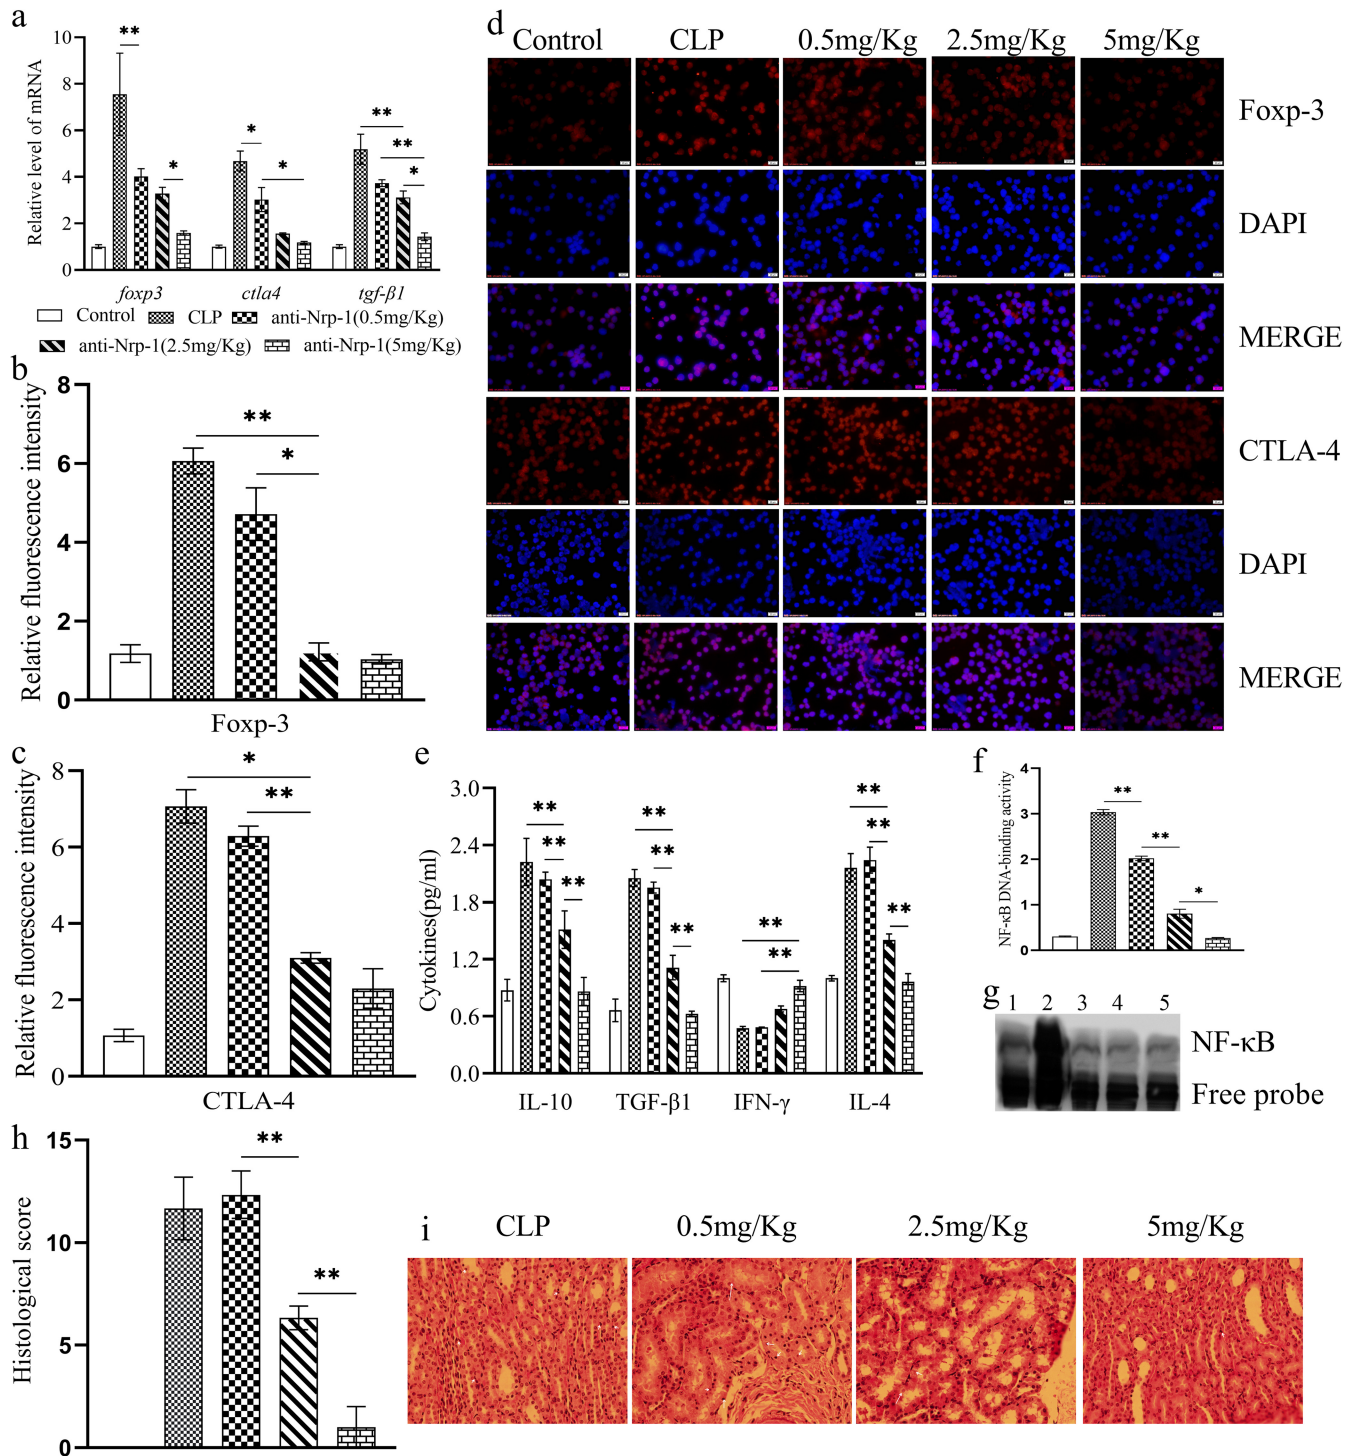 a
Relative level of mRNA
10
8
6
4
2
0
**
*
*
*
**
**
*
foxp3 ctla4 tgf-β1
Control CLP anti-Nrp-1(0.5mg/Kg)
anti-Nrp-1(2.5mg/Kg) anti-Nrp-1(5mg/Kg)
b
Relative fluorescence intensity
8
6
4
2
0
**
*
Foxp-3
c
Relative fluorescence intensity
8
6
4
2
0
*
**
CTLA-4
d
Control CLP 0.5mg/Kg 2.5mg/Kg 5mg/Kg
Foxp-3
DAPI
MERGE
CTLA-4
DAPI
MERGE
e
Cytokines(pg/ml)
3.0
2.4
1.8
1.2
0.6
0.0
**
**
**
**
**
**
**
**
**
**
**
IL-10 TGF-β1 IFN-γ IL-4
f
NF-κB DNA-binding activity
4
3
2
1
0
**
**
*
g
1 2 3 4 5
NF-κB
Free probe
h
Histological score
15
10
5
0
**
**
i
CLP 0.5mg/Kg 2.5mg/Kg 5mg/Kg